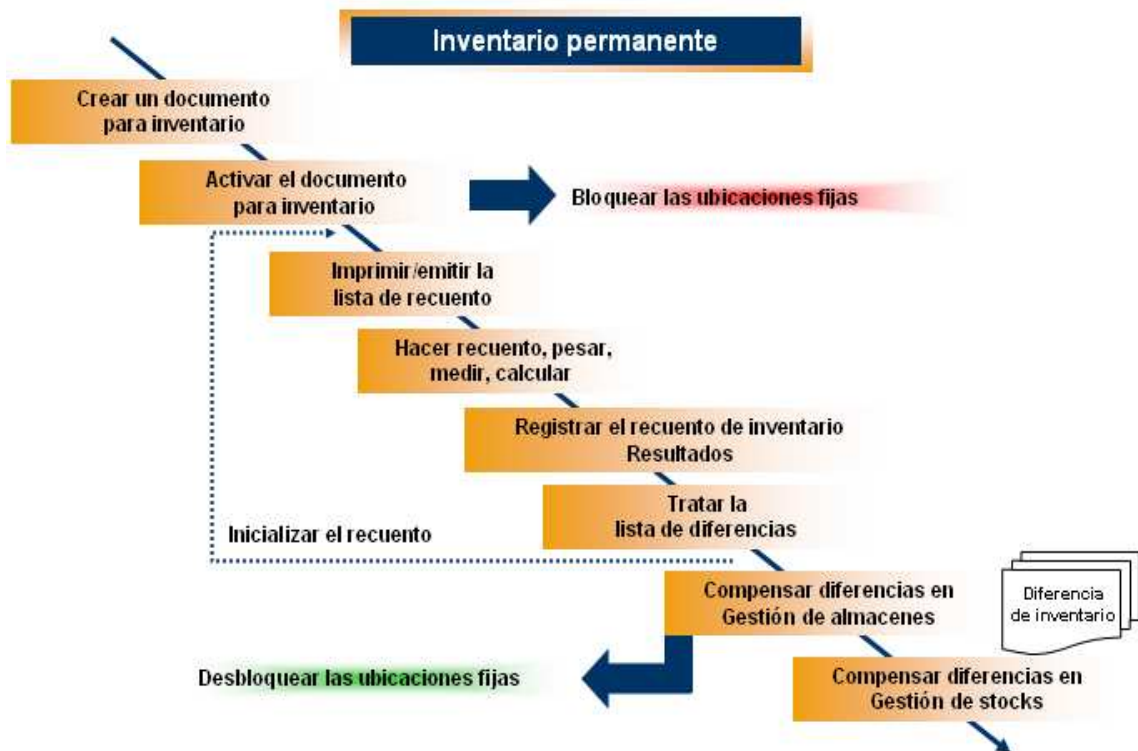 Inventario permanente
Crear un documento
para inventario
Activar el documento
para inventario
Bloquear las ubicaciones fijas
Imprimir/emitir la
lista de recuento
Hacer recuento, pesar,
medir, calcular
Registrar el recuento de inventario
Resultados
Tratar la
lista de diferencias
Inicializar el recuento
Compensar diferencias en
Gestión de almacenes
Diferencia
de inventario
Desbloquear las ubicaciones fijas
Compensar diferencias en
Gestión de stocks